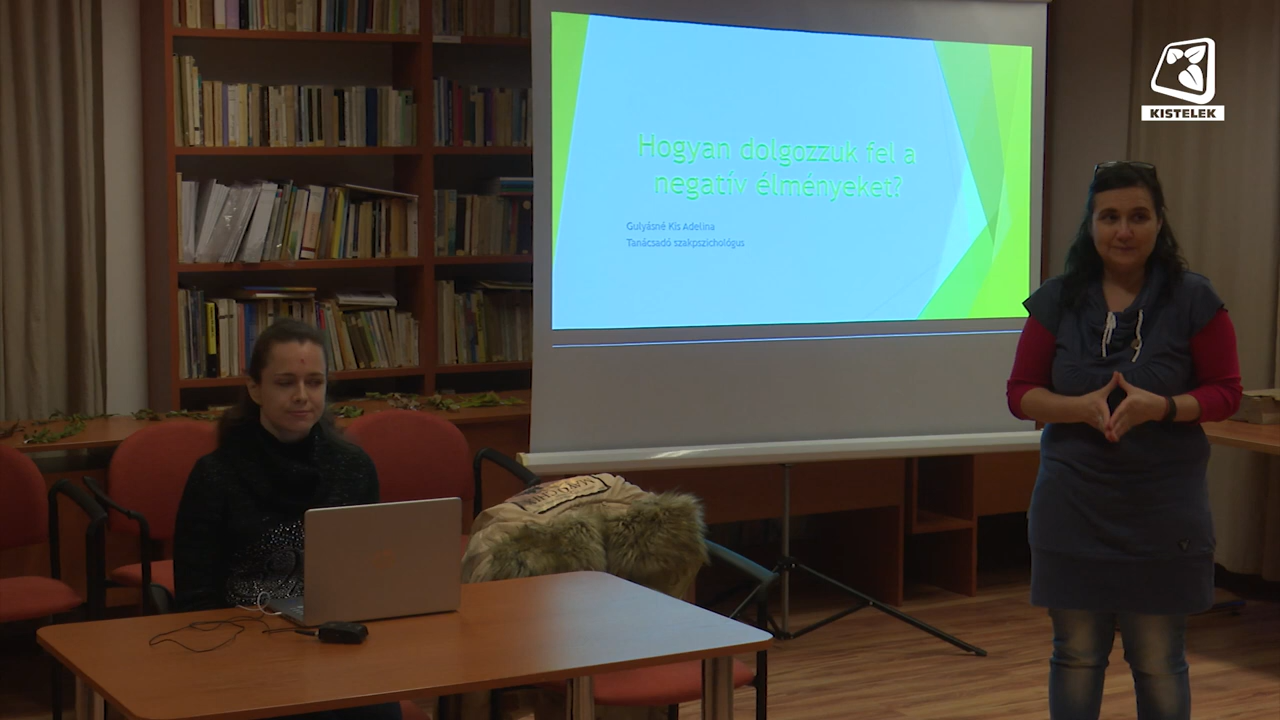 KISTELEK
Hogyan dolgozzuk fel a
negatív élményeket?
Gulyásné Kis Adelina
Tanácsadó szakpszichológus